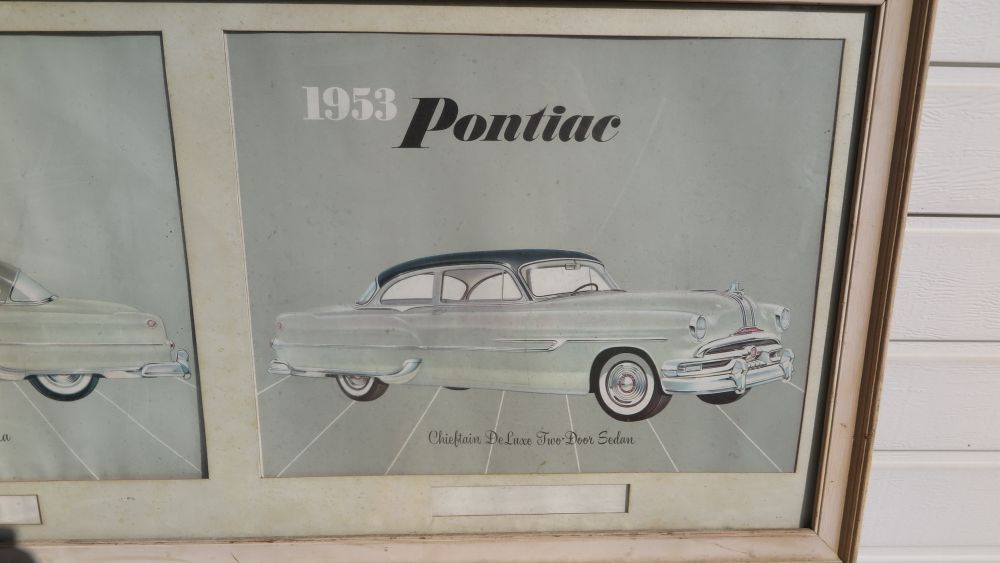 1953 Pontiac
Chieftain DeLuxe Two-Door Sedan